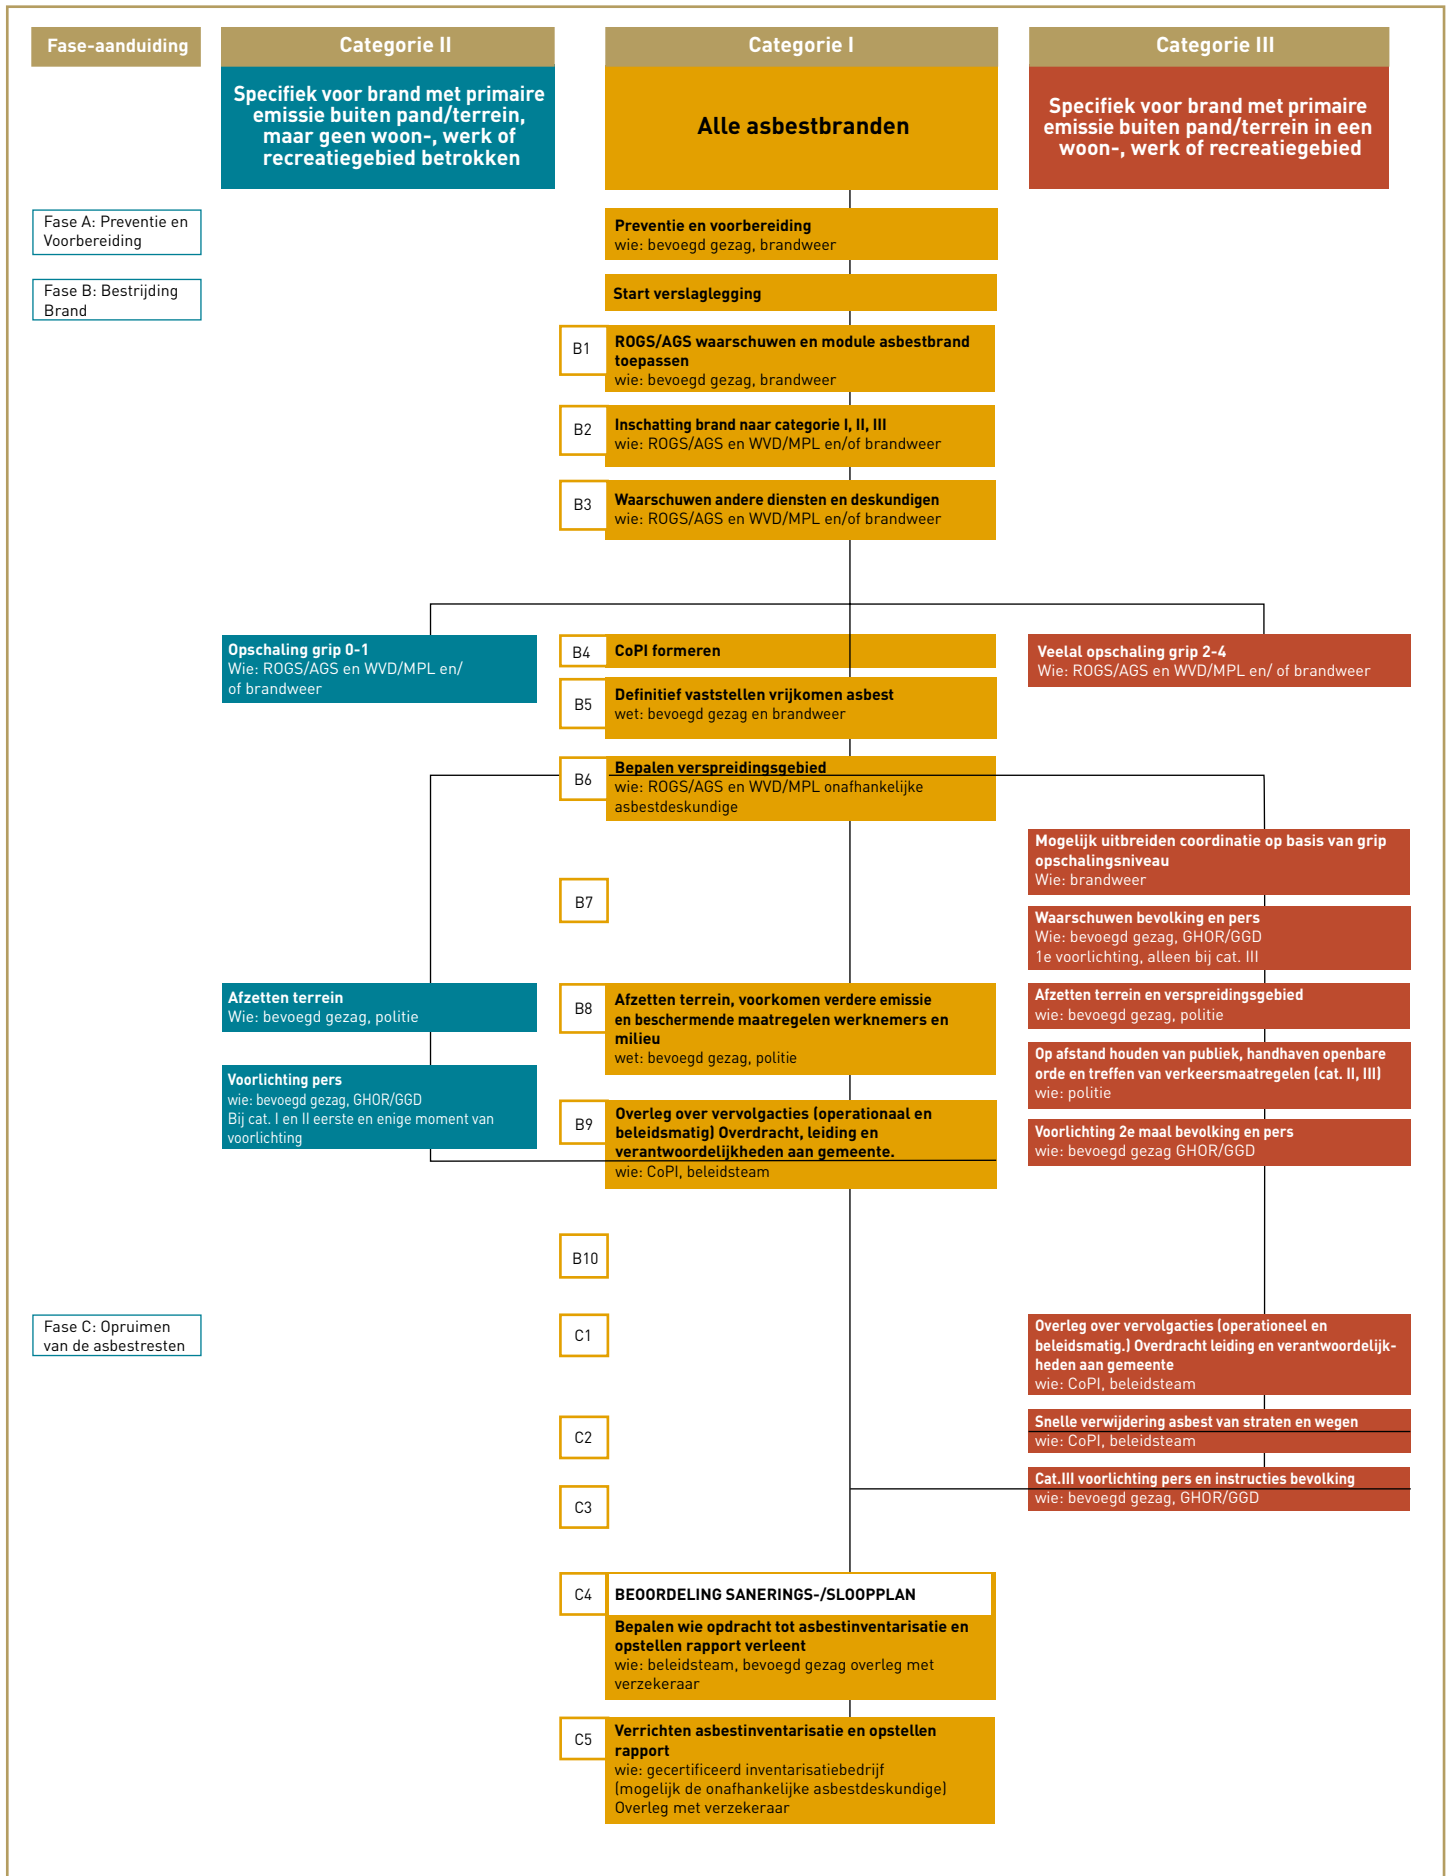 Fase-aanduiding
Categorie II
Categorie I
Categorie III
Specifiek voor brand met primaire
emissie buiten pand/terrein,
maar geen woon-, werk of
recreatiegebied betrokken
Alle asbestbranden
Specifiek voor brand met primaire
emissie buiten pand/terrein in een
woon-, werk of recreatiegebied
Fase A: Preventie en
Voorbereiding
Preventie en voorbereiding
wie: bevoegd gezag, brandweer
Fase B: Bestrijding
Brand
Start verslaglegging
B1
ROGS/AGS waarschuwen en module asbestbrand
toepassen
wie: bevoegd gezag, brandweer
B2
Inschatting brand naar categorie I, II, III
wie: ROGS/AGS en WVD/MPL en/of brandweer
B3
Waarschuwen andere diensten en deskundigen
wie: ROGS/AGS en WVD/MPL en/of brandweer
Opschaling grip 0-1
Wie: ROGS/AGS en WVD/MPL en/
of brandweer
B4
CoPI formeren
Veelal opschaling grip 2-4
Wie: ROGS/AGS en WVD/MPL en/ of brandweer
B5
Definitief vaststellen vrijkomen asbest
wet: bevoegd gezag en brandweer
B6
Bepalen verspreidingsgebied
wie: ROGS/AGS en WVD/MPL onafhankelijke
asbestdeskundige
Mogelijk uitbreiden coordinatie op basis van grip
opschalingsniveau
Wie: brandweer
B7
Waarschuwen bevolking en pers
Wie: bevoegd gezag, GHOR/GGD
1e voorlichting, alleen bij cat. III
Afzetten terrein
Wie: bevoegd gezag, politie
B8
Afzetten terrein, voorkomen verdere emissie
en beschermende maatregelen werknemers en
milieu
wet: bevoegd gezag, politie
Afzetten terrein en verspreidingsgebied
wie: bevoegd gezag, politie
Op afstand houden van publiek, handhaven openbare
orde en treffen van verkeersmaatregelen (cat. II, III)
wie: politie
Voorlichting pers
wie: bevoegd gezag, GHOR/GGD
Bij cat. I en II eerste en enige moment van
voorlichting
B9
Overleg over vervolgacties (operationaal en
beleidsmatig) Overdracht, leiding en
verantwoordelijkheden aan gemeente.
wie: CoPI, beleidsteam
Voorlichting 2e maal bevolking en pers
wie: bevoegd gezag GHOR/GGD
B10
Fase C: Opruimen
van de asbestresten
C1
Overleg over vervolgacties (operationeel en
beleidsmatig.) Overdracht leiding en verantwoordelijk-
heden aan gemeente
wie: CoPI, beleidsteam
C2
Snelle verwijdering asbest van straten en wegen
wie: CoPI, beleidsteam
C3
Cat.III voorlichting pers en instructies bevolking
wie: bevoegd gezag, GHOR/GGD
C4
BEOORDELING SANERINGS-/SLOOPPLAN
Bepalen wie opdracht tot asbestinventarisatie en
opstellen rapport verleent
wie: beleidsteam, bevoegd gezag overleg met
verzekeraar
C5
Verrichten asbestinventarisatie en opstellen
rapport
wie: gecertificeerd inventarisatiebedrijf
(mogelijk de onafhankelijke asbestdeskundige)
Overleg met verzekeraar